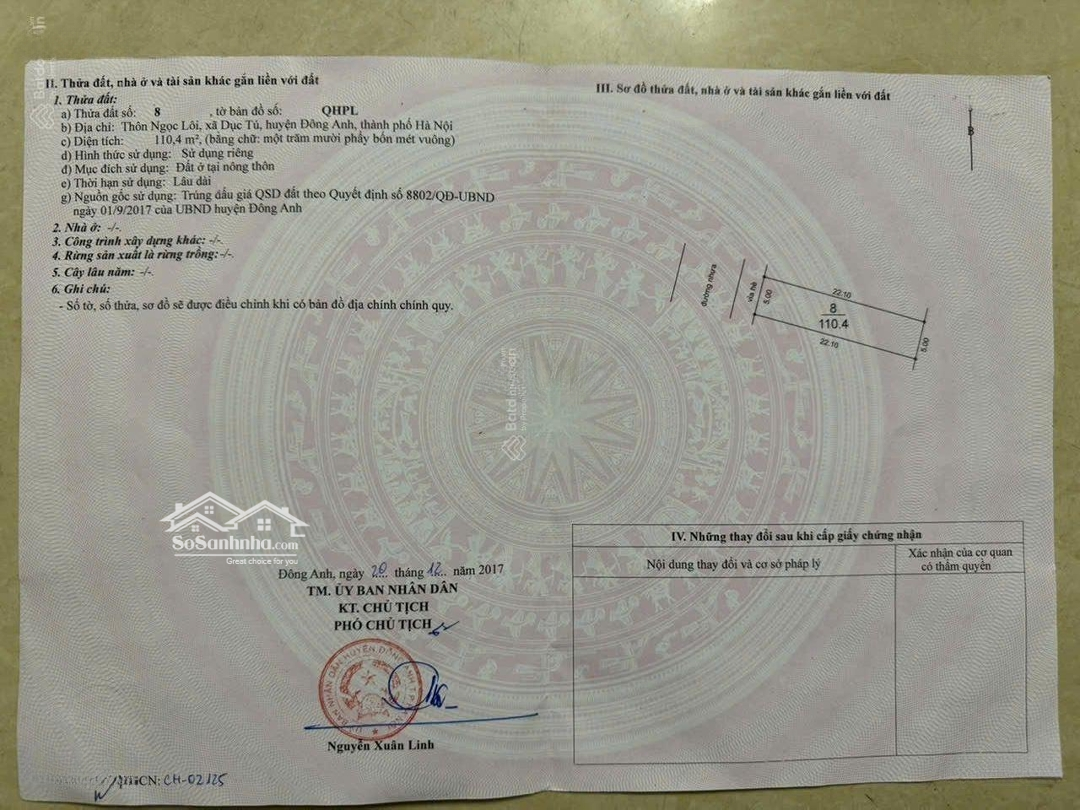 II. Thửa đất, nhà ở và tài sản khác gắn liền với đất
1. Thửa đất:
a) Thửa đất số: 8 , tờ bản đồ số: QHPL
b) Địa chỉ: Thôn Ngọc Lôi, xã Dục Tú, huyện Đông Anh, thành phố Hà Nội
c) Diện tích: 110,4 m², (bằng chữ: một trăm mười phẩy bốn mét vuông)
d) Hình thức sử dụng: Sử dụng riêng
đ) Mục đích sử dụng: Đất ở tại nông thôn
e) Thời hạn sử dụng: Lâu dài
g) Nguồn gốc sử dụng: Trúng đấu giá QSD đất theo Quyết định số 8802/QĐ-UBND
ngày 01/9/2017 của UBND huyện Đông Anh
2. Nhà ở: -/-.
3. Công trình xây dựng khác: -/-.
4. Rừng sản xuất là rừng trồng: -/-.
5. Cây lâu năm: -/-.
6. Ghi chú:
- Số tờ, số thửa, sơ đồ sẽ được điều chỉnh khi có bản đồ địa chính chính quy.
SoSanhnha.com
Great choice for you
Đông Anh, ngày 20 tháng 12 năm 2017
TM. ỦY BAN NHÂN DÂN
KT. CHỦ TỊCH
PHÓ CHỦ TỊCH
Nguyễn Xuân Linh
CH-02125
III. Sơ đồ thửa đất, nhà ở và tài sản khác gắn liền với đất
B
đường nhựa
vỉa hè
5.00
22.10
8
110.4
22.10
5.00
IV. Những thay đổi sau khi cấp giấy chứng nhận
Nội dung thay đổi và cơ sở pháp lý
Xác nhận của cơ quan
có thẩm quyền